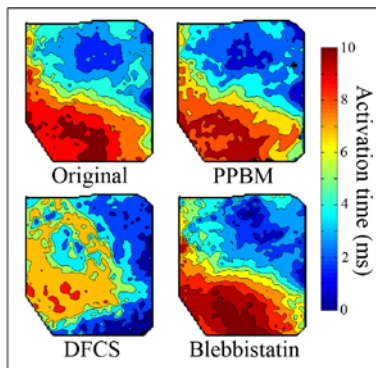 Original
PPBM
DFCS
Blebbistatin
10
8
6
4
2
0
Activation time (ms)